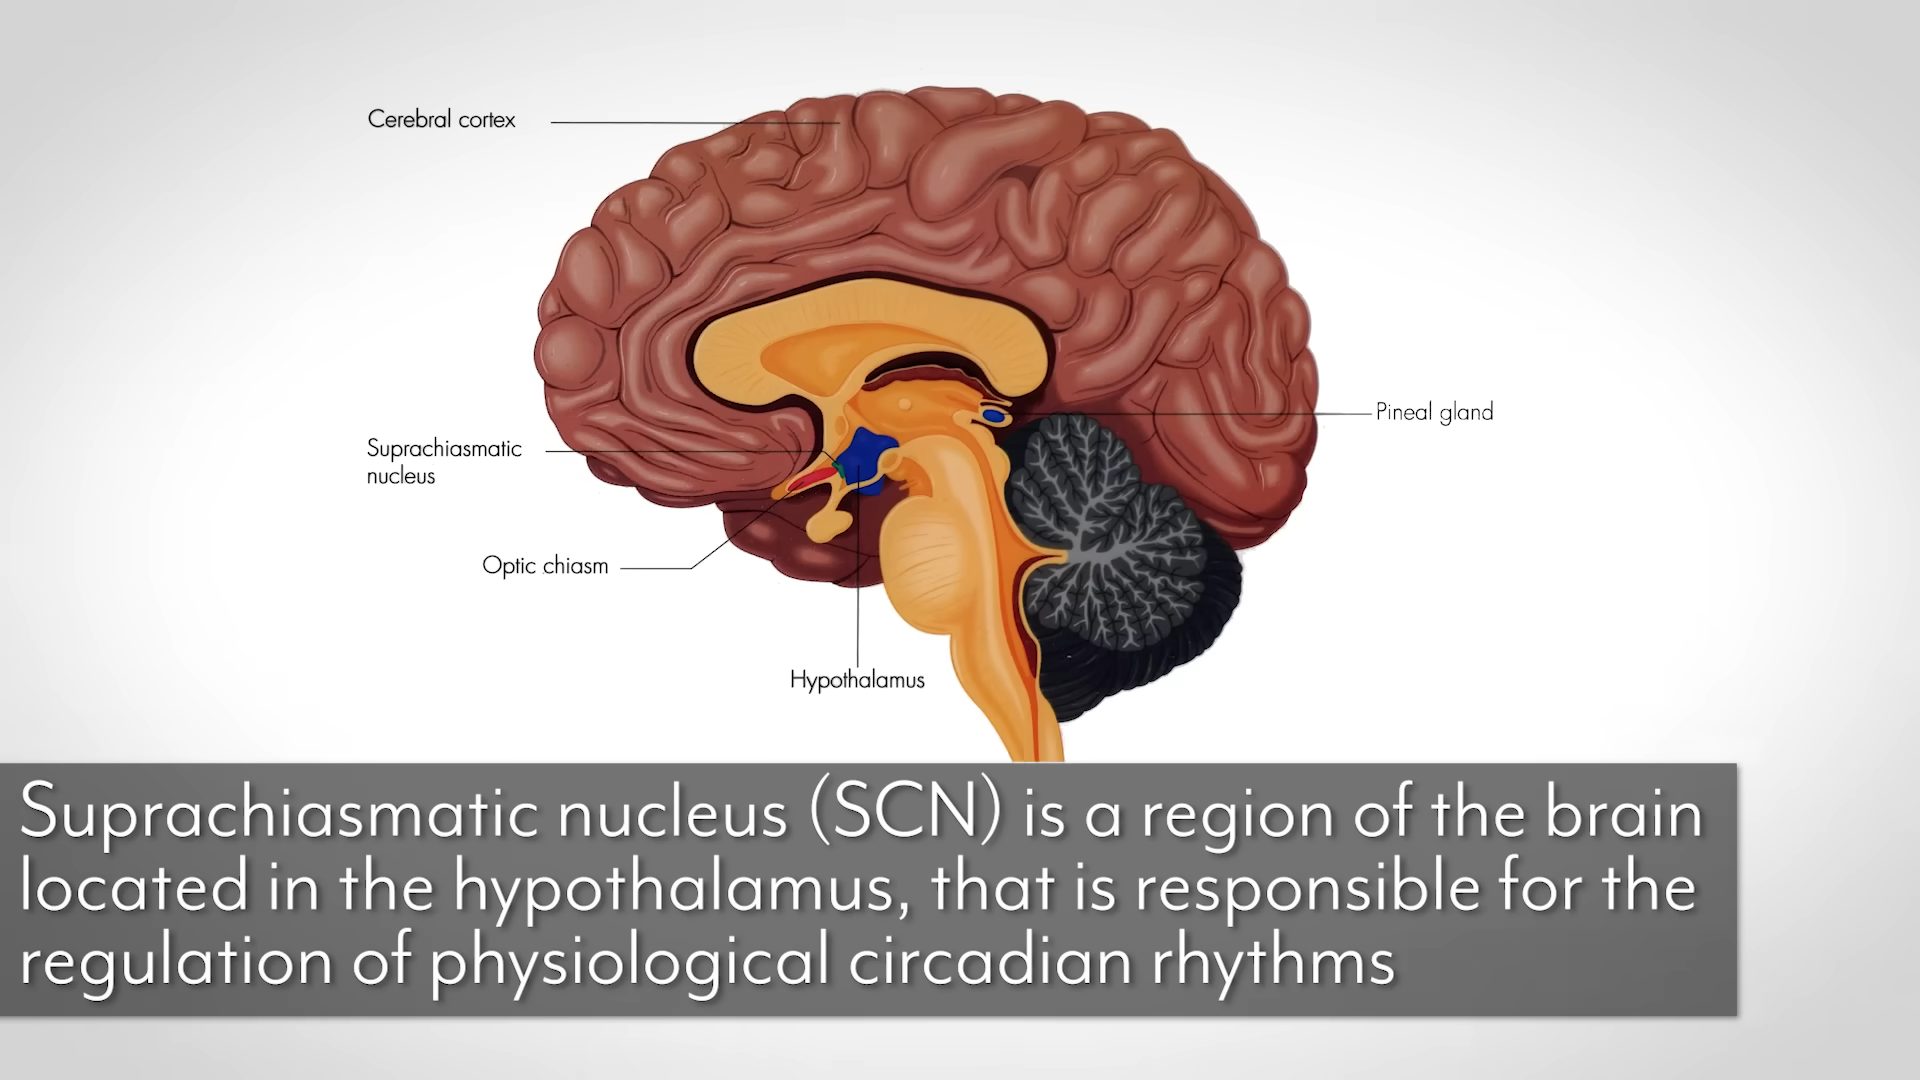 Cerebral cortex
Pineal gland
Suprachiasmatic
nucleus
Optic chiasm
Hypothalamus
Suprachiasmatic nucleus (SCN) is a region of the brain
located in the hypothalamus, that is responsible for the
regulation of physiological circadian rhythms